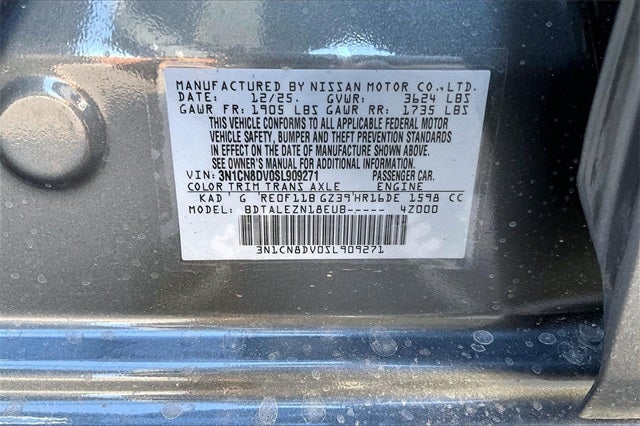 MANUFACTURED BY NISSAN MOTOR CO.,LTD.
DATE: 12/25. GVWR: 3624 LBS
GAWR FR: 1905 LBS GAWR RR: 1735 LBS
THIS VEHICLE CONFORMS TO ALL APPLICABLE FEDERAL MOTOR
VEHICLE SAFETY, BUMPER AND THEFT PREVENTION STANDARDS
IN EFFECT ON THE DATE OF MANUFACTURE SHOWN ABOVE.
SEE OWNER'S MANUAL FOR ADDITIONAL INFORMATION.
VIN: 3N1CN8DV0SL909271 PASSENGER CAR.
COLOR TRIM TRANS AXLE ENGINE
KAD G RE0F11B GZ39 HR16DE 1598 CC
MODEL: BDTALEZN18EUB----- 4Z000
3N1CN8DV0SL909271